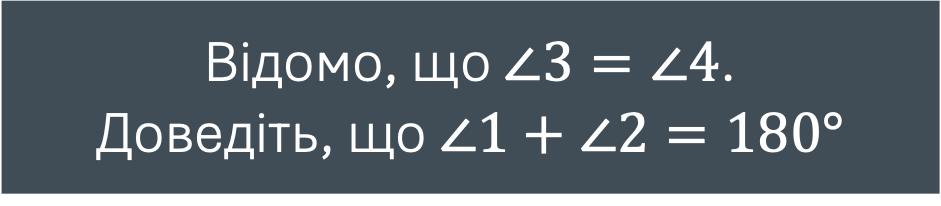 Відомо, що ∠3 = ∠4.
Доведіть, що ∠1 + ∠2 = 180°